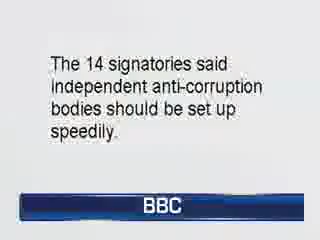 The 14 signatories said
independent anti-corruption
bodies should be set up
speedily.
BBC